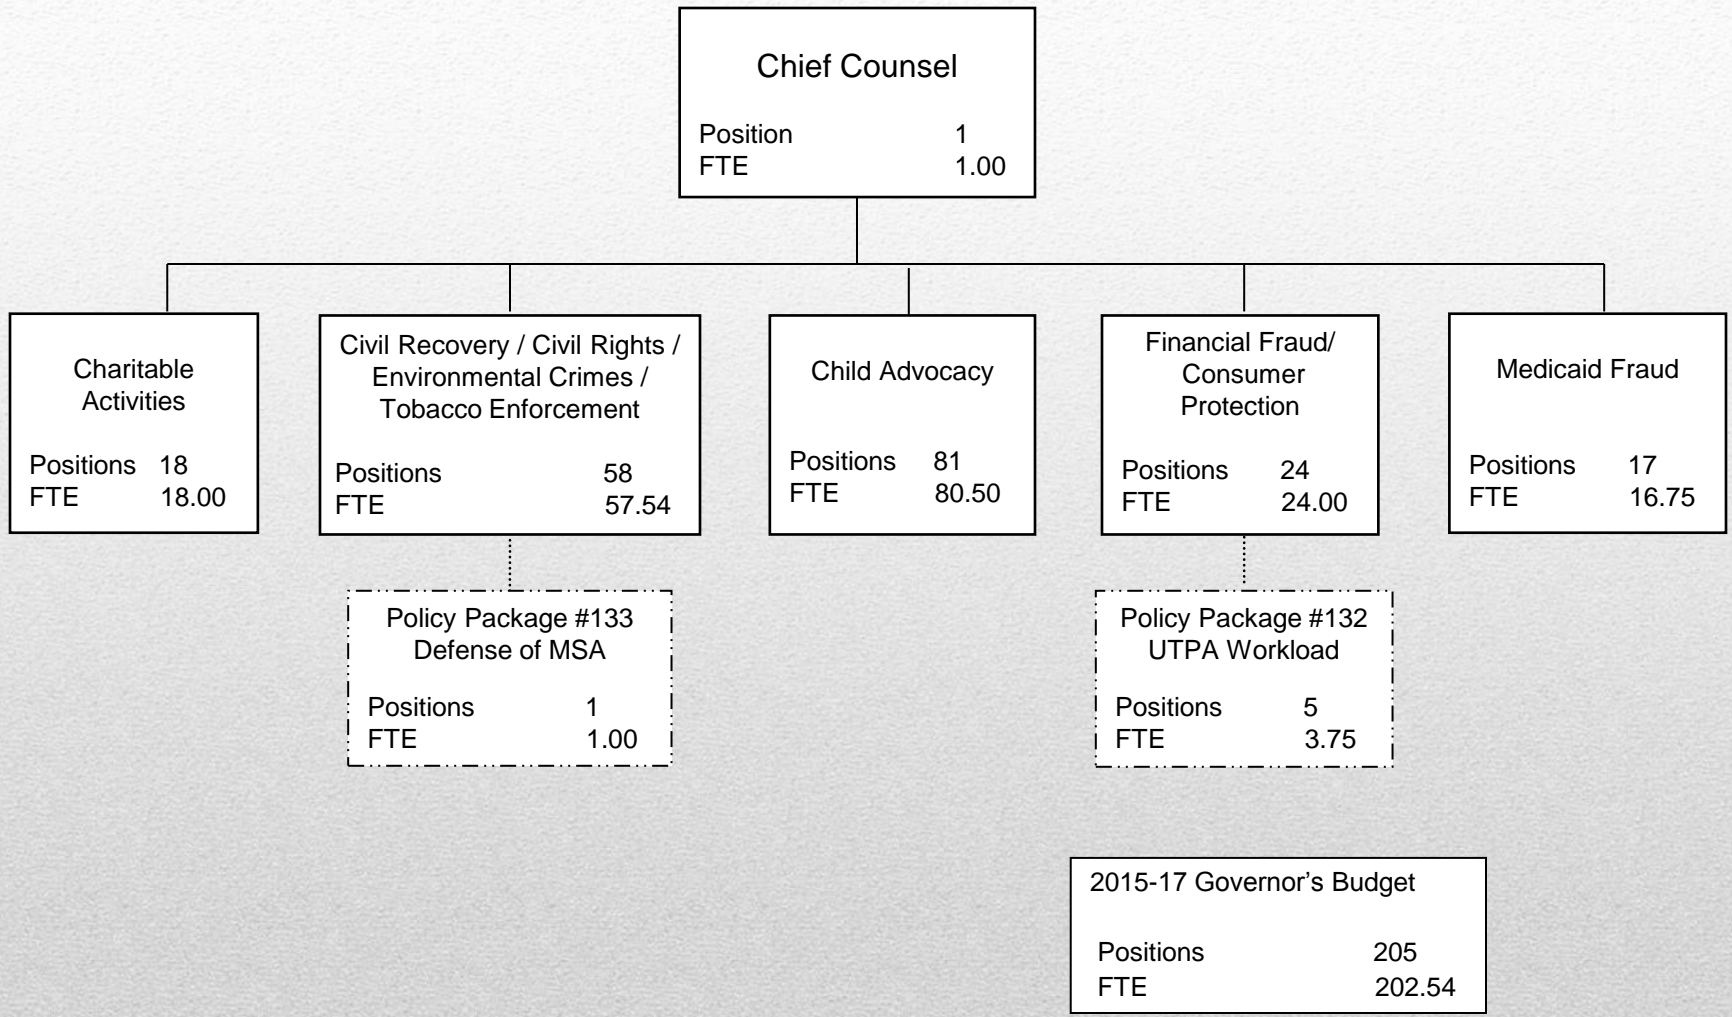 Chief Counsel
Position 1
FTE 1.00
Charitable
Activities
Positions 18
FTE 18.00
Civil Recovery / Civil Rights /
Environmental Crimes /
Tobacco Enforcement
Positions 58
FTE 57.54
Child Advocacy
Positions 81
FTE 80.50
Financial Fraud/
Consumer
Protection
Positions 24
FTE 24.00
Medicaid Fraud
Positions 17
FTE 16.75
Policy Package #133
Defense of MSA
Positions 1
FTE 1.00
Policy Package #132
UTPA Workload
Positions 5
FTE 3.75
2015-17 Governor’s Budget
Positions 205
FTE 202.54